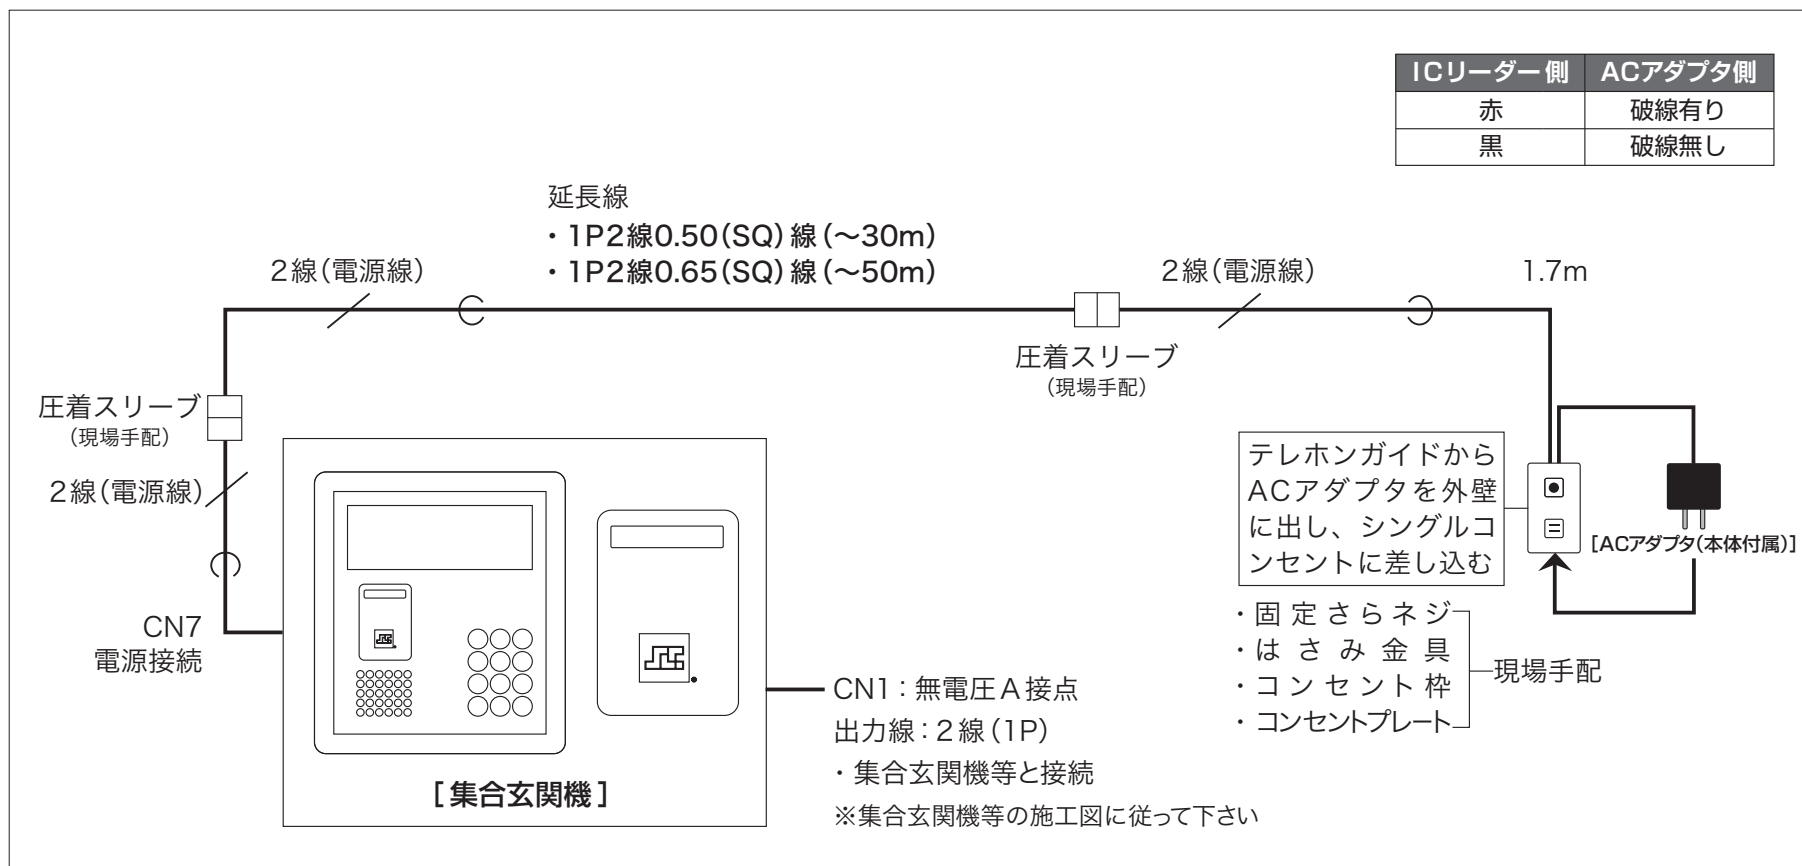 ICリーダー側 ACアダプタ側
赤 破線有り
黒 破線無し
延長線
・1P2線0.50(SQ)線(～30m)
・1P2線0.65(SQ)線(～50m)
2線(電源線)
2線(電源線)
1.7m
圧着スリーブ
(現場手配)
圧着スリーブ
(現場手配)
2線(電源線)
CN7
電源接続
[集合玄関機]
CN1：無電圧A接点
出力線：2線(1P)
・集合玄関機等と接続
※集合玄関機等の施工図に従って下さい
テレホンガイドから
ACアダプタを外壁
に出し、シングルコ
ンセントに差し込む
[ACアダプタ(本体付属)]
・固定さらネジ
・はさみ金具
・コンセント枠
・コンセントプレート
現場手配